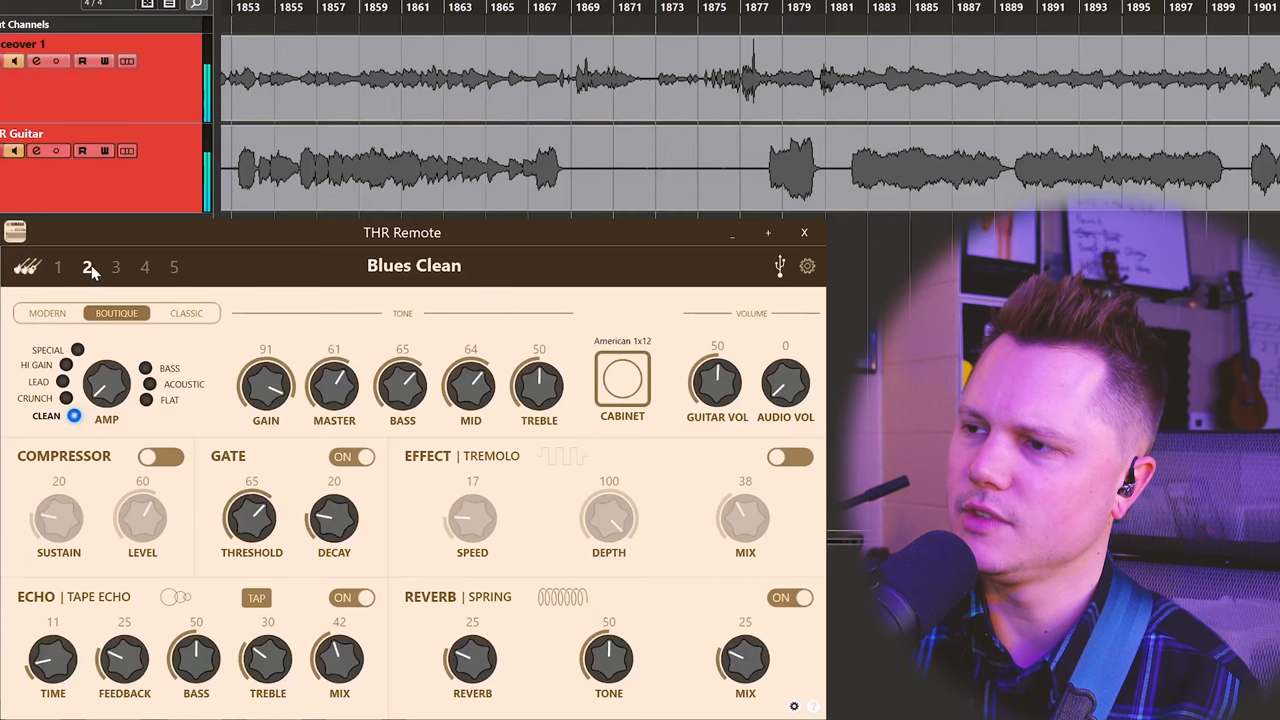 4/4
1853 1855 1857 1859 1861 1863 1865 1867 1869 1871 1873 1875 1877 1879 1881 1883 1885 1887 1889 1891 1893 1895 1897 1899 1901
t Channels
ceover 1
e R W
R Guitar
e R W
THR Remote
_ + X
1 2 3 4 5 Blues Clean
MODERN BOUTIQUE CLASSIC TONE VOLUME
SPECIAL
HI GAIN
LEAD
CRUNCH
CLEAN
AMP
BASS
ACOUSTIC
FLAT
91 61 65 64 50
GAIN MASTER BASS MID TREBLE
American 1x12
CABINET
50 0
GUITAR VOL AUDIO VOL
COMPRESSOR
20 60
SUSTAIN LEVEL
GATE ON
65 20
THRESHOLD DECAY
EFFECT | TREMOLO
17 100 38
SPEED DEPTH MIX
ECHO | TAPE ECHO TAP ON
11 25 50 30 42
TIME FEEDBACK BASS TREBLE MIX
REVERB | SPRING ON
25 50 25
REVERB TONE MIX
?